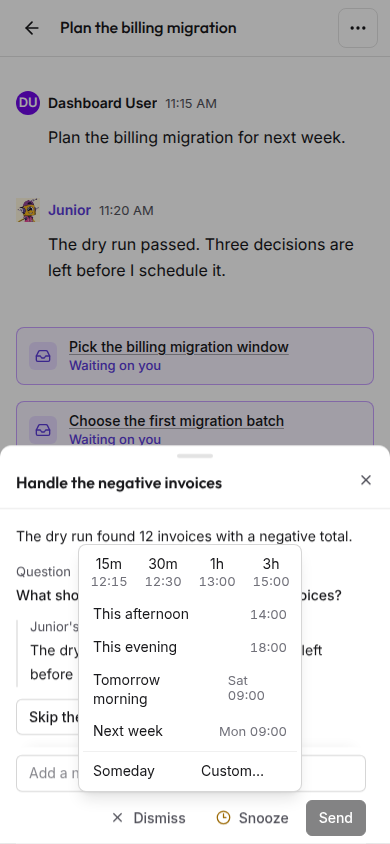 Plan the billing migration
DU Dashboard User 11:15 AM
Plan the billing migration for next week.
Junior 11:20 AM
The dry run passed. Three decisions are
left before I schedule it.
Pick the billing migration window
Waiting on you
Choose the first migration batch
Waiting on you
Handle the negative invoices
The dry run found 12 invoices with a negative total.
Question
What shou
oices?
Junior's
The dry
left
before
Skip the
15m 30m 1h 3h
12:15 12:30 13:00 15:00
This afternoon 14:00
This evening 18:00
Tomorrow morning Sat 09:00
Next week Mon 09:00
Someday Custom...
Add a n
Dismiss Snooze Send